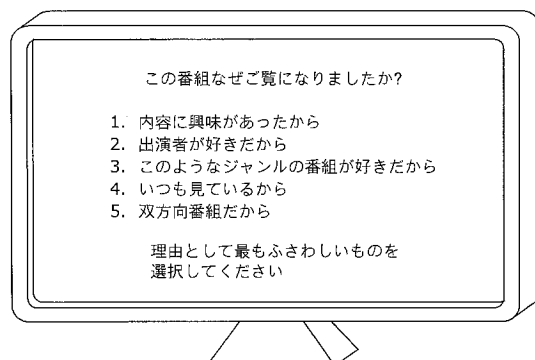 この番組なぜご覧になりましたか?
1. 内容に興味があったから
2. 出演者が好きだから
3. このようなジャンルの番組が好きだから
4. いつも見ているから
5. 双方向番組だから
理由として最もふさわしいものを
選択してください